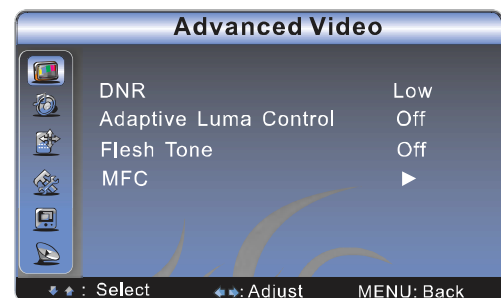 Advanced Video
DNR Low
Adaptive Luma Control Off
Flesh Tone Off
MFC
: Select : Adjust MENU: Back